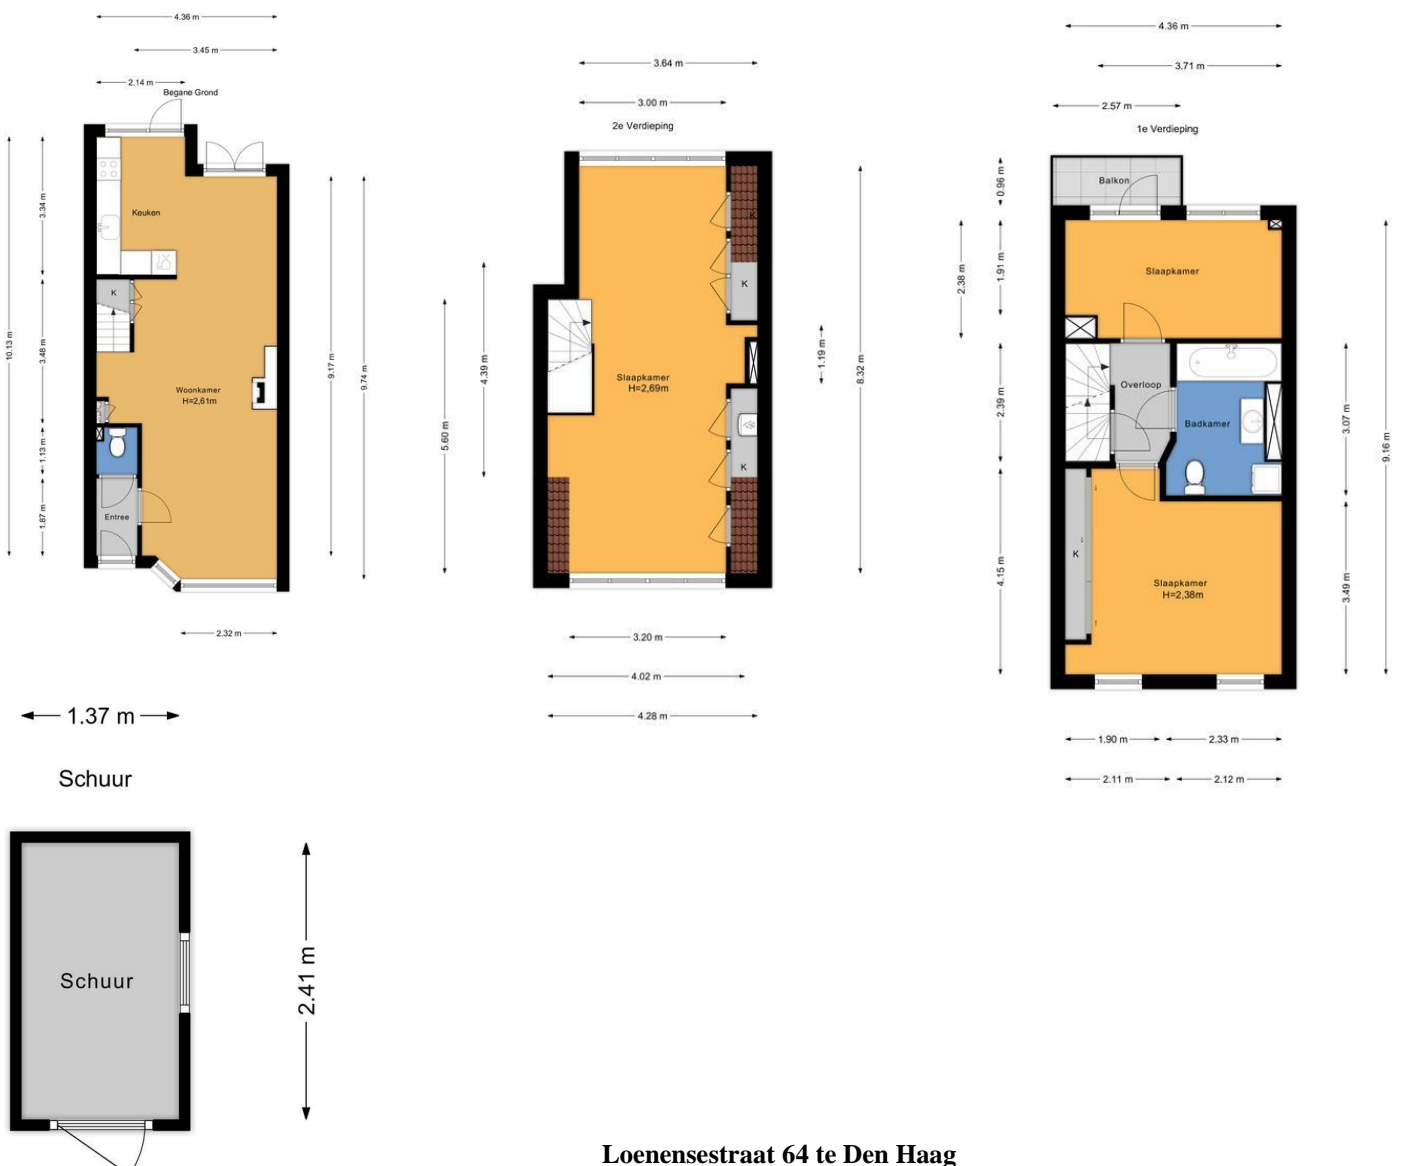 4.36 m
3.45 m
2.14 m
Begane Grond
10.13 m
3.34 m
3.48 m
1.13 m
1.87 m
Keuken
K
Woonkamer
H=2,61m
Entree
9.17 m
9.74 m
2.32 m
3.64 m
3.00 m
2e Verdieping
K
K
Slaapkamer
H=2,69m
K
4.39 m
5.60 m
1.19 m
8.32 m
3.20 m
4.02 m
4.28 m
4.36 m
3.71 m
2.57 m
1e Verdieping
Balkon
0.96 m
1.91 m
2.38 m
2.39 m
4.15 m
Slaapkamer
Overloop
Badkamer
K
Slaapkamer
H=2,38m
3.07 m
3.49 m
9.16 m
1.90 m
2.33 m
2.11 m
2.12 m
1.37 m
Schuur
Schuur
2.41 m
Loenensestraat 64 te Den Haag